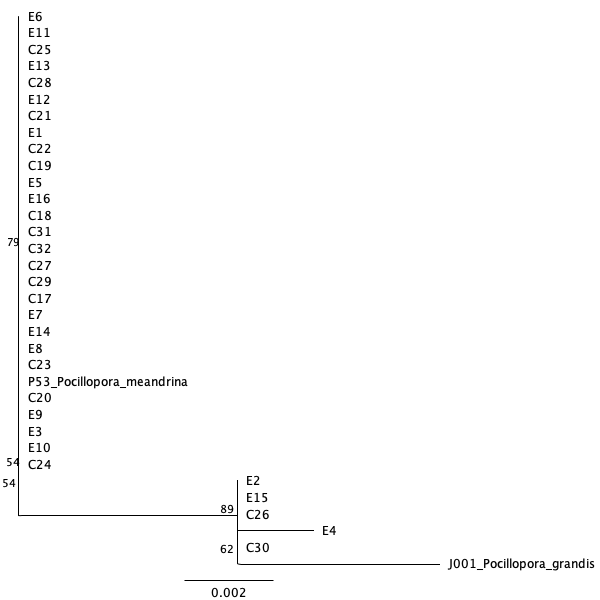 E6
E11
C25
E13
C28
E12
C21
E1
C22
C19
E5
E16
C18
C31
79
C32
C27
C29
C17
E7
E14
E8
C23
P53_Pocillopora_meandrina
C20
E9
E3
E10
54
C24
54
E2
E15
89
C26
E4
62
C30
J001_Pocillopora_grandis
0.002